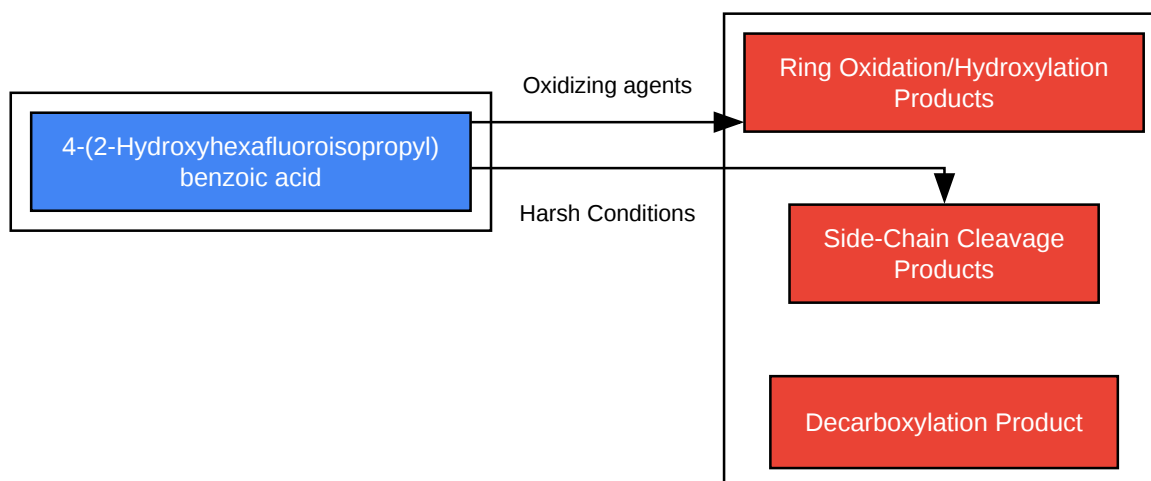 4-(2-Hydroxyhexafluoroisopropyl)
benzoic acid
Oxidizing agents
Harsh Conditions
Ring Oxidation/Hydroxylation
Products
Side-Chain Cleavage
Products
Decarboxylation Product